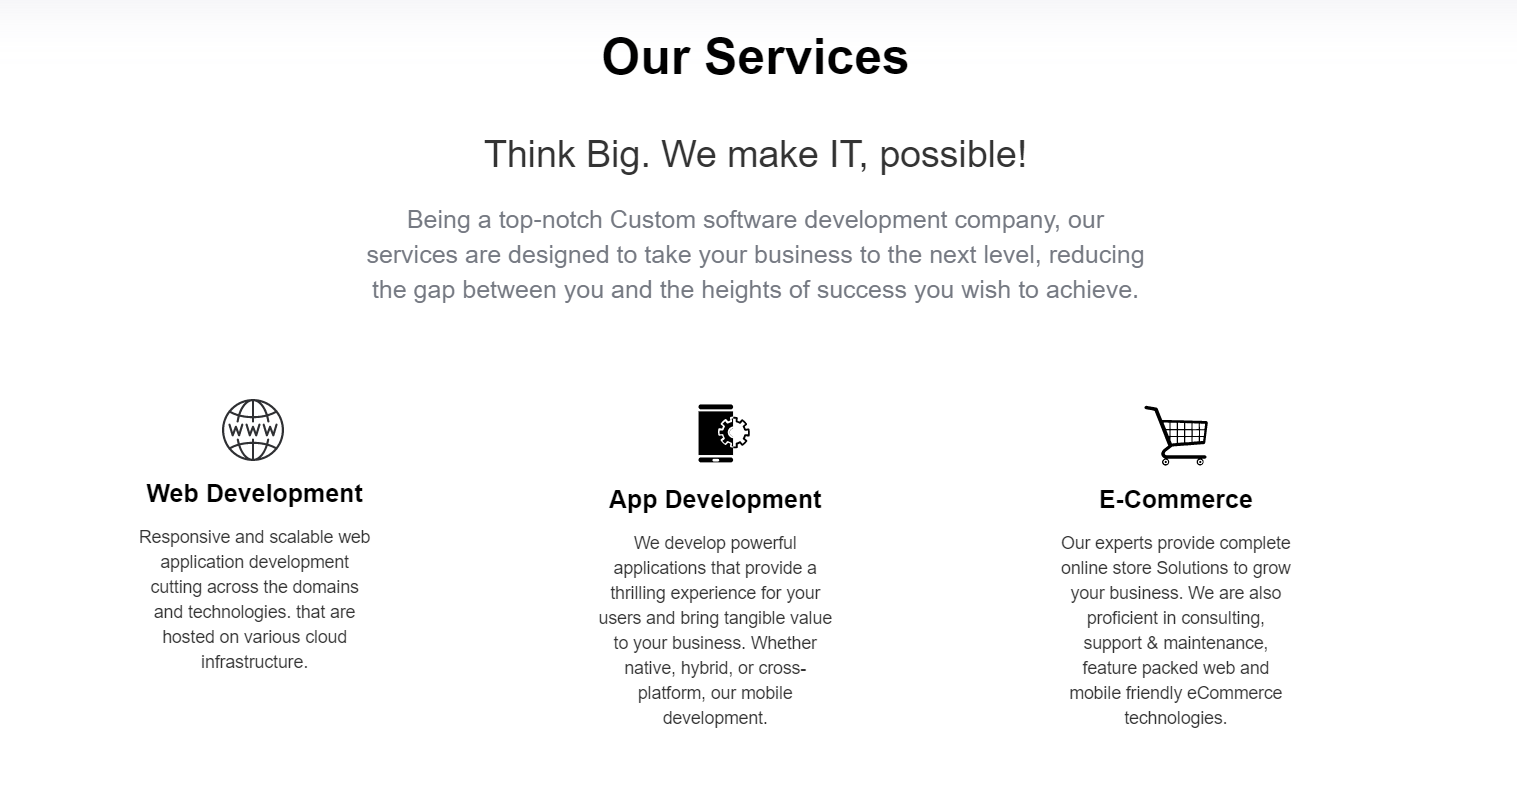 Our Services
Think Big. We make IT, possible!
Being a top-notch Custom software development company, our
services are designed to take your business to the next level, reducing
the gap between you and the heights of success you wish to achieve.
WWW
Web Development
Responsive and scalable web
application development
cutting across the domains
and technologies. that are
hosted on various cloud
infrastructure.
App Development
We develop powerful
applications that provide a
thrilling experience for your
users and bring tangible value
to your business. Whether
native, hybrid, or cross-
platform, our mobile
development.
E-Commerce
Our experts provide complete
online store Solutions to grow
your business. We are also
proficient in consulting,
support & maintenance,
feature packed web and
mobile friendly eCommerce
technologies.